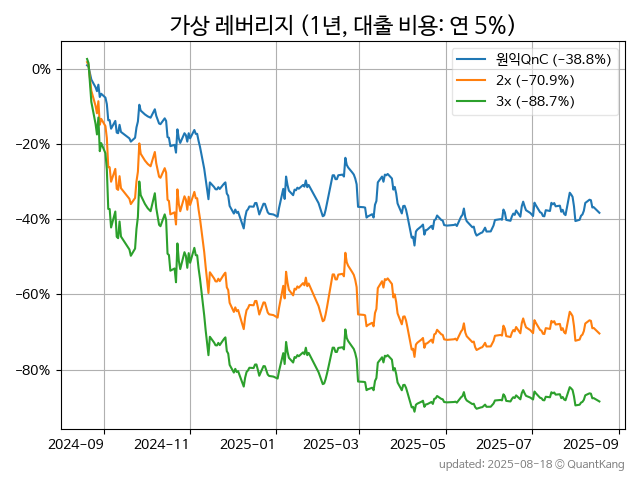 가상 레버리지 (1년, 대출 비용: 연 5%)
원익QnC (−38.8%)
2x (−70.9%)
3x (−88.7%)
0%
−20%
−40%
−60%
−80%
2024-09 2024-11 2025-01 2025-03 2025-05 2025-07 2025-09
updated: 2025-08-18 © QuantKang